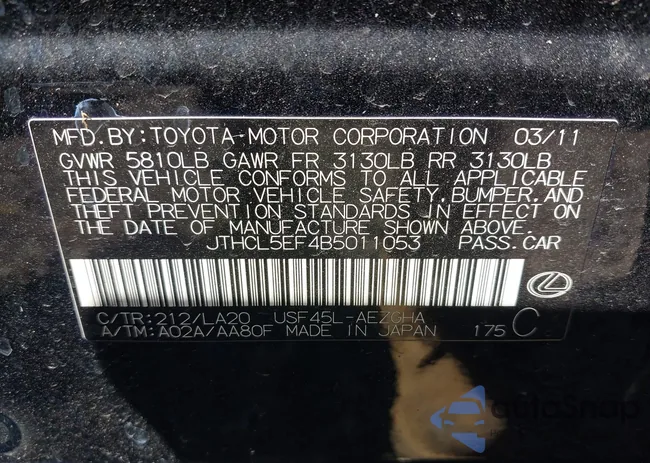 MFD.BY:TOYOTA-MOTOR CORPORATION 03/11
GVWR 5810LB GAWR FR 3130LB RR 3130LB
THIS VEHICLE CONFORMS TO ALL APPLICABLE
FEDERAL MOTOR VEHICLE SAFETY,BUMPER,AND
THEFT PREVENTION STANDARDS IN EFFECT ON
THE DATE OF MANUFACTURE SHOWN ABOVE.
JTHCL5EF4B5011053 PASS.CAR
C/TR:212/LA20 USF45L-AEZGHA
A/TM:A02A/AA80F MADE IN JAPAN 175 C
AutoSnap